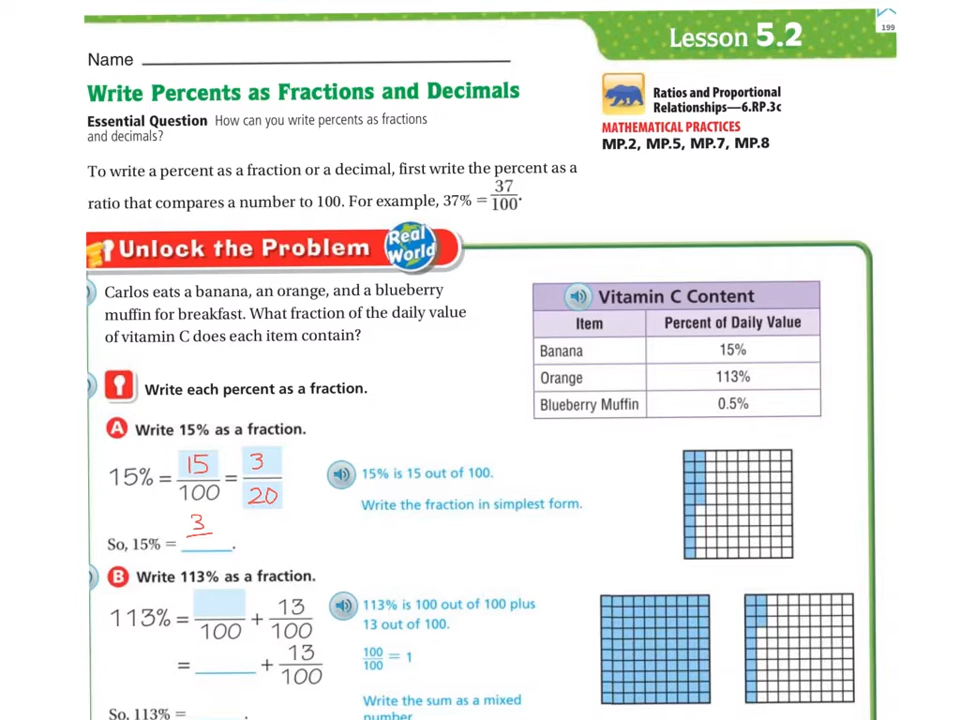 199
Lesson 5.2
Name
Write Percents as Fractions and Decimals
Essential Question How can you write percents as fractions
and decimals?
Ratios and Proportional
Relationships—6.RP.3c
MATHEMATICAL PRACTICES
MP.2, MP.5, MP.7, MP.8
To write a percent as a fraction or a decimal, first write the percent as a
ratio that compares a number to 100. For example, 37% = 37/100.
Unlock the Problem
Real
World
Carlos eats a banana, an orange, and a blueberry
muffin for breakfast. What fraction of the daily value
of vitamin C does each item contain?
Vitamin C Content
Item Percent of Daily Value
Banana 15%
Orange 113%
Blueberry Muffin 0.5%
Write each percent as a fraction.
A Write 15% as a fraction.
15% = 15/100 = 3/20
15% is 15 out of 100.
Write the fraction in simplest form.
3
So, 15% = ____.
B Write 113% as a fraction.
113% = __/100 + 13/100
113% is 100 out of 100 plus
13 out of 100.
= ____ + 13/100
100/100 = 1
Write the sum as a mixed
number
So, 113% = ____.